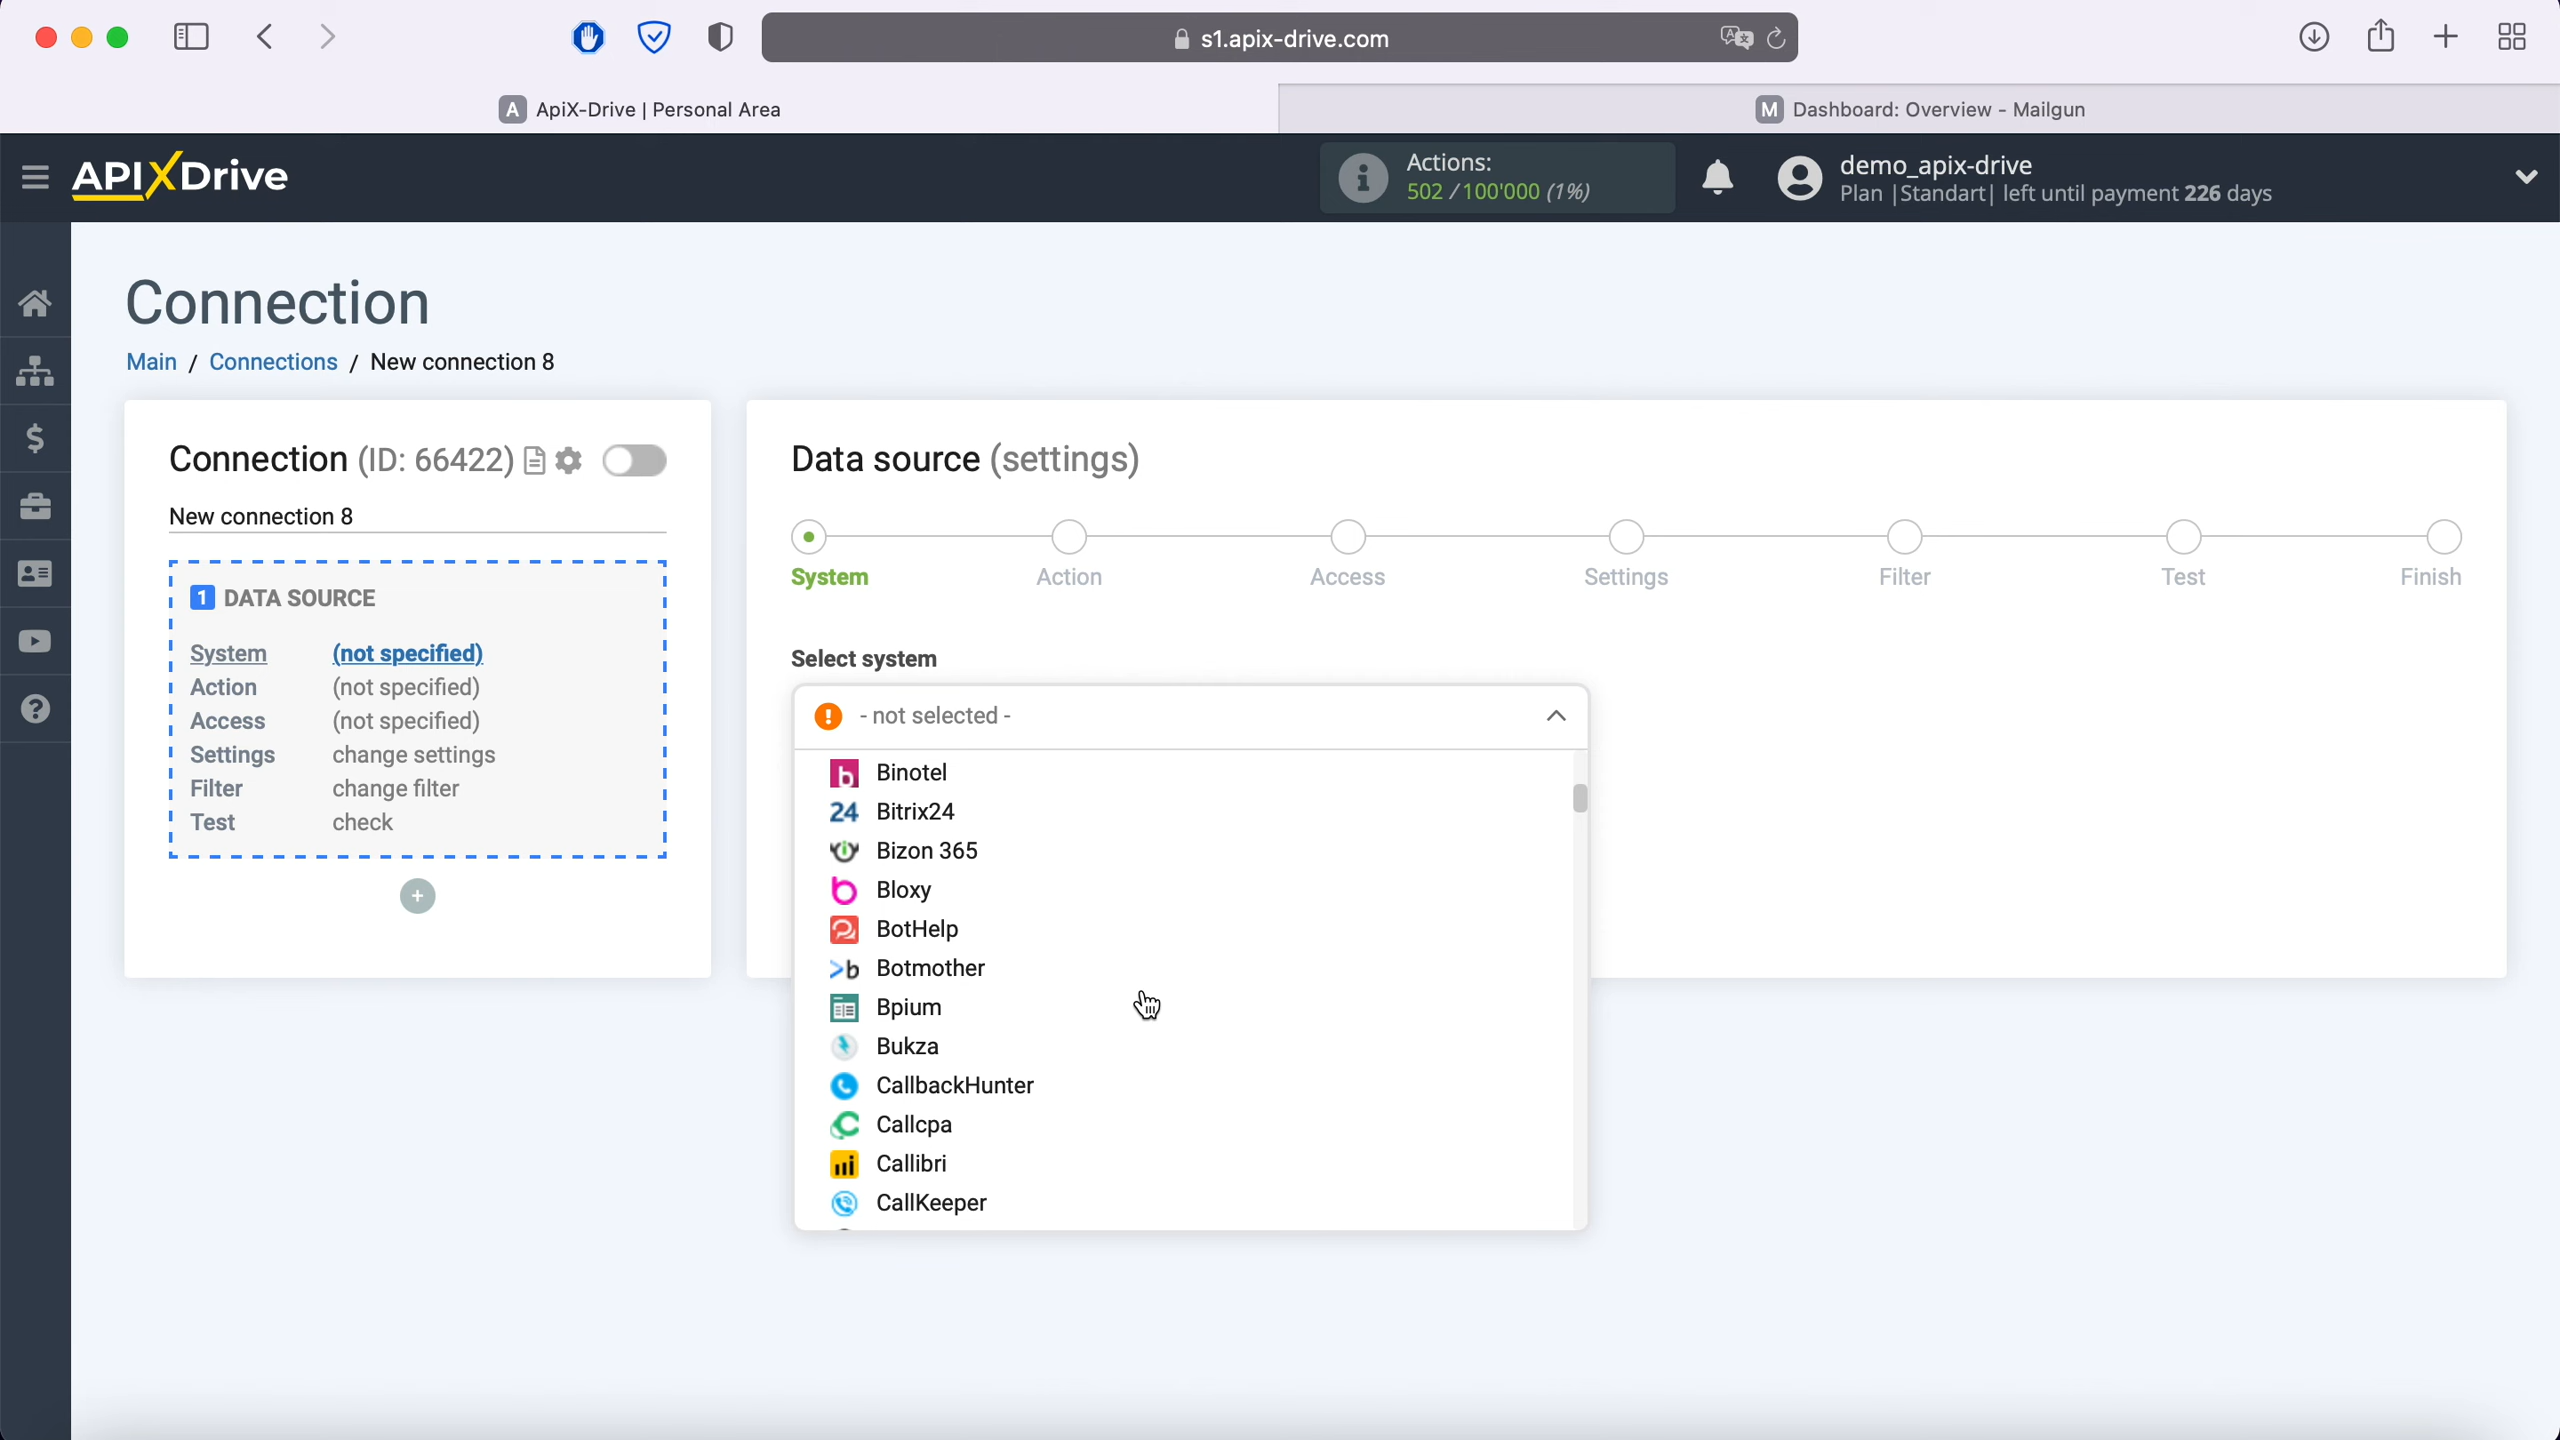 s1.apix-drive.com
A ApiX-Drive | Personal Area
M Dashboard: Overview - Mailgun
APIXDrive
Actions:
502 /100'000 (1%)
demo_apix-drive
Plan |Standart| left until payment 226 days
Connection
Main / Connections / New connection 8
Connection (ID: 66422)
New connection 8
1 DATA SOURCE
System (not specified)
Action (not specified)
Access (not specified)
Settings change settings
Filter change filter
Test check
+
Data source (settings)
System
Action
Access
Settings
Filter
Test
Finish
Select system
- not selected -
Binotel
24 Bitrix24
Bizon 365
Bloxy
BotHelp
>b Botmother
Bpium
Bukza
CallbackHunter
Callcpa
Callibri
CallKeeper